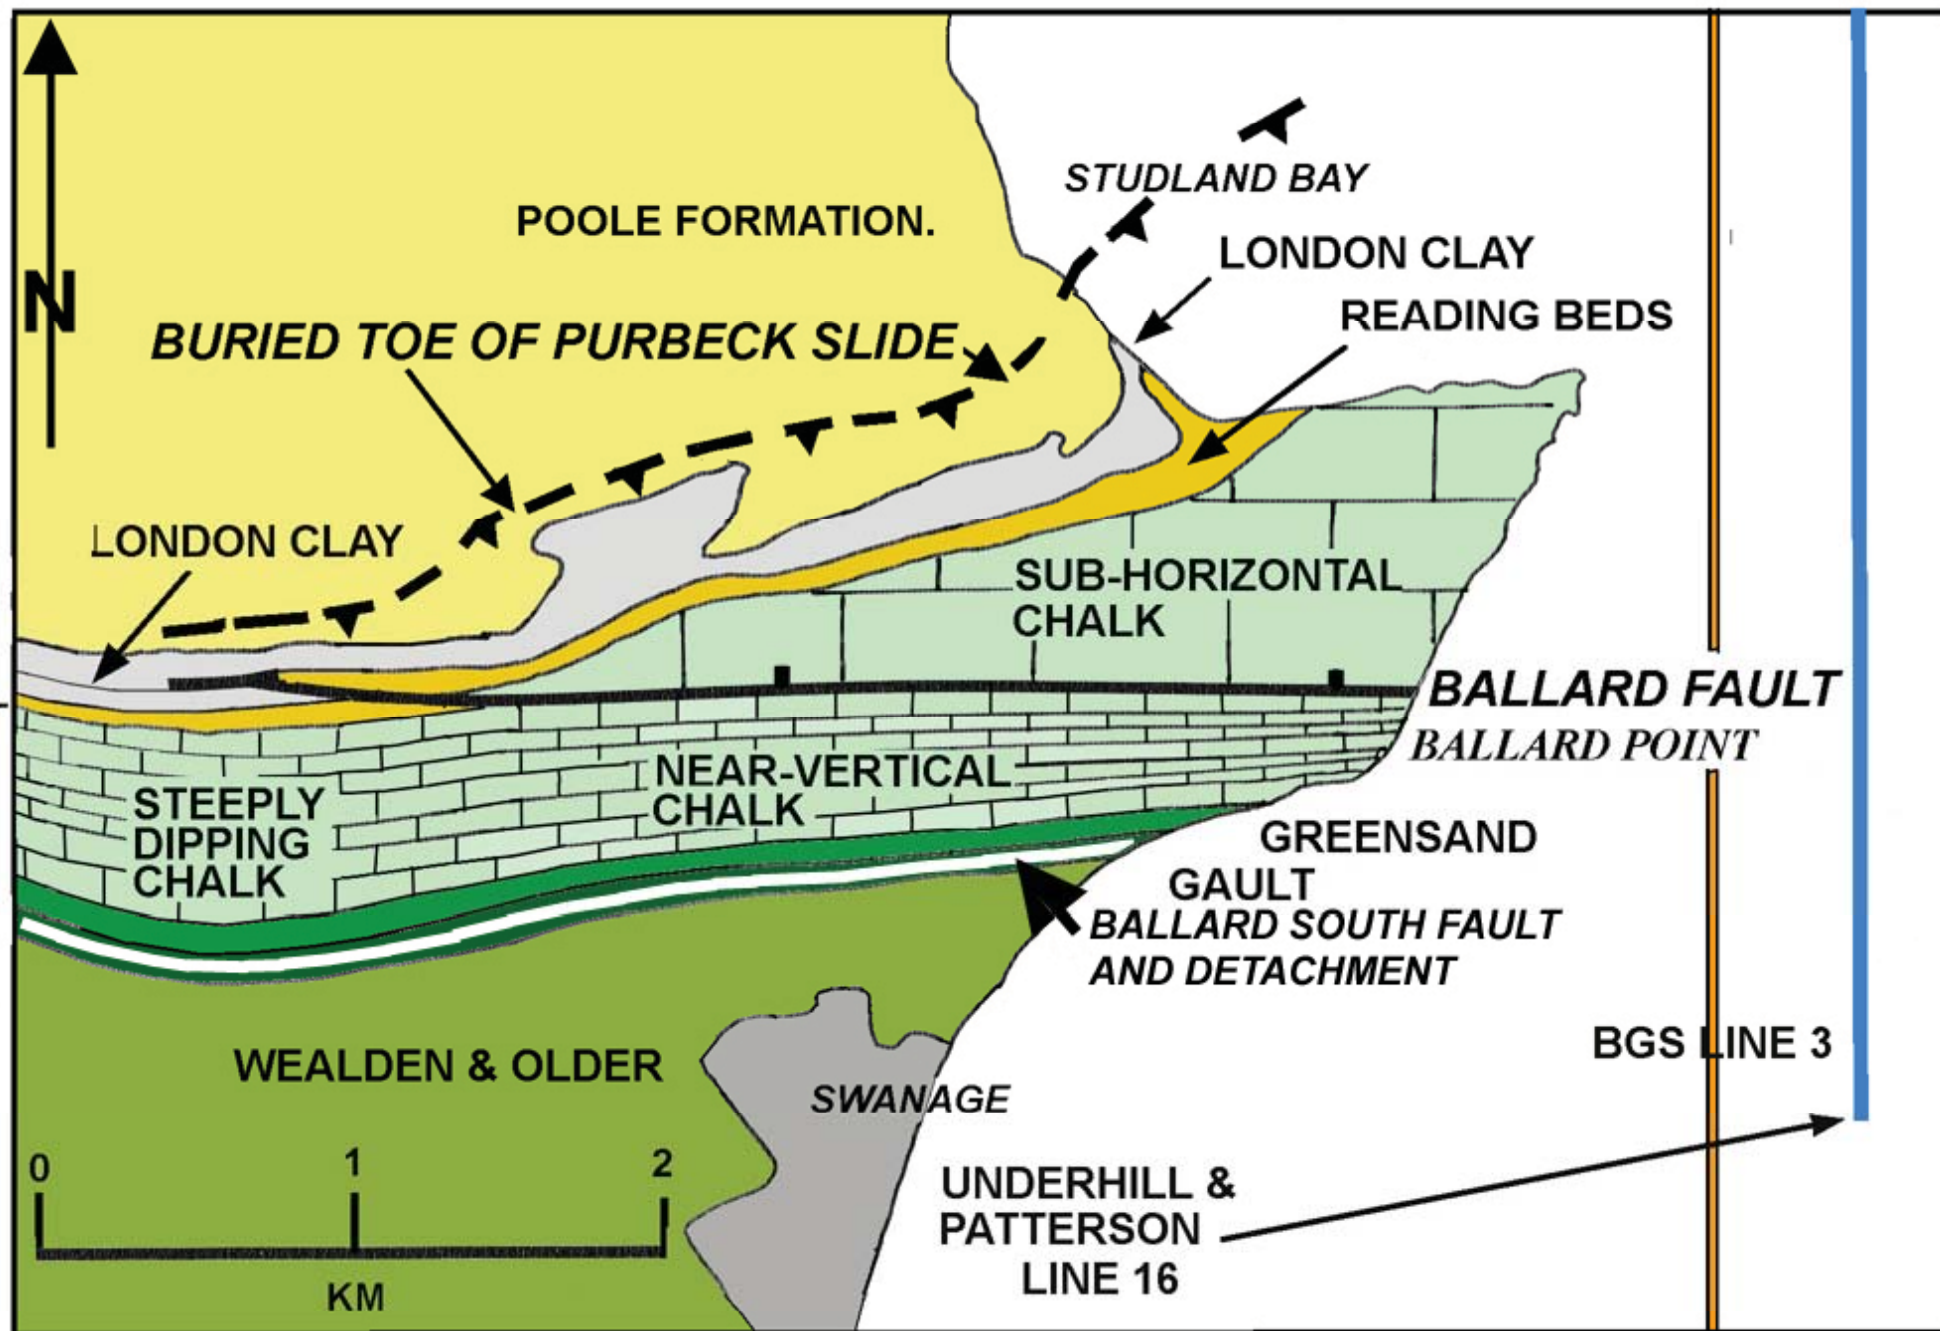 STUDLAND BAY
POOLE FORMATION.
LONDON CLAY
N
READING BEDS
BURIED TOE OF PURBECK SLIDE
LONDON CLAY
SUB-HORIZONTAL
CHALK
BALLARD FAULT
BALLARD POINT
NEAR-VERTICAL
CHALK
STEEPLY
DIPPING
CHALK
GREENSAND
GAULT
BALLARD SOUTH FAULT
AND DETACHMENT
BGS LINE 3
WEALDEN & OLDER
SWANAGE
0 1 2
KM
UNDERHILL &
PATTERSON
LINE 16